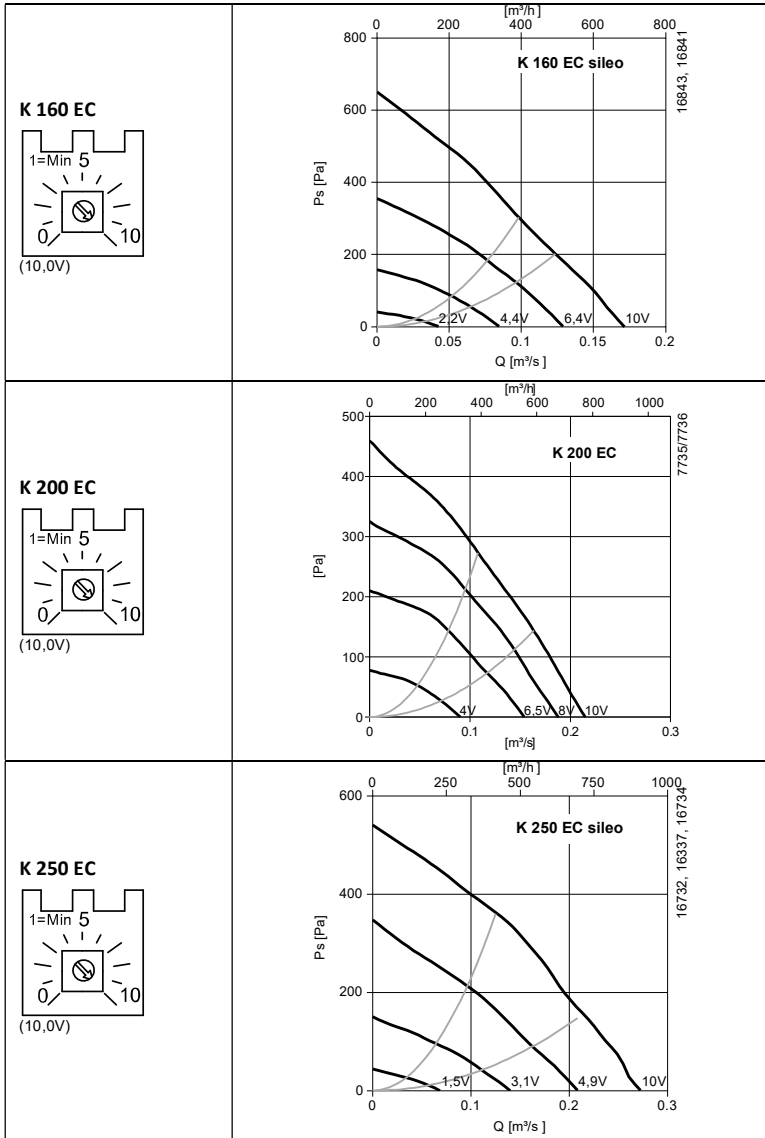 K 160 EC
1=Min 5
0 10
(10,0V)
[m³/h]
0 200 400 600 800
800
600
400
200
0
Ps [Pa]
K 160 EC sileo
2,2V 4,4V 6,4V 10V
0 0.05 0.1 0.15 0.2
Q [m³/s ]
16843, 16841
K 200 EC
1=Min 5
0 10
(10,0V)
[m³/h]
0 200 400 600 800 1000
500
400
300
200
100
0
[Pa]
K 200 EC
4V 6,5V 8V 10V
0 0.1 0.2 0.3
[m³/s]
7735/7736
K 250 EC
1=Min 5
0 10
(10,0V)
[m³/h ]
0 250 500 750 1000
600
400
200
0
Ps [Pa]
K 250 EC sileo
1,5V 3,1V 4,9V 10V
0 0.1 0.2 0.3
Q [m³/s ]
16732, 16337, 16734